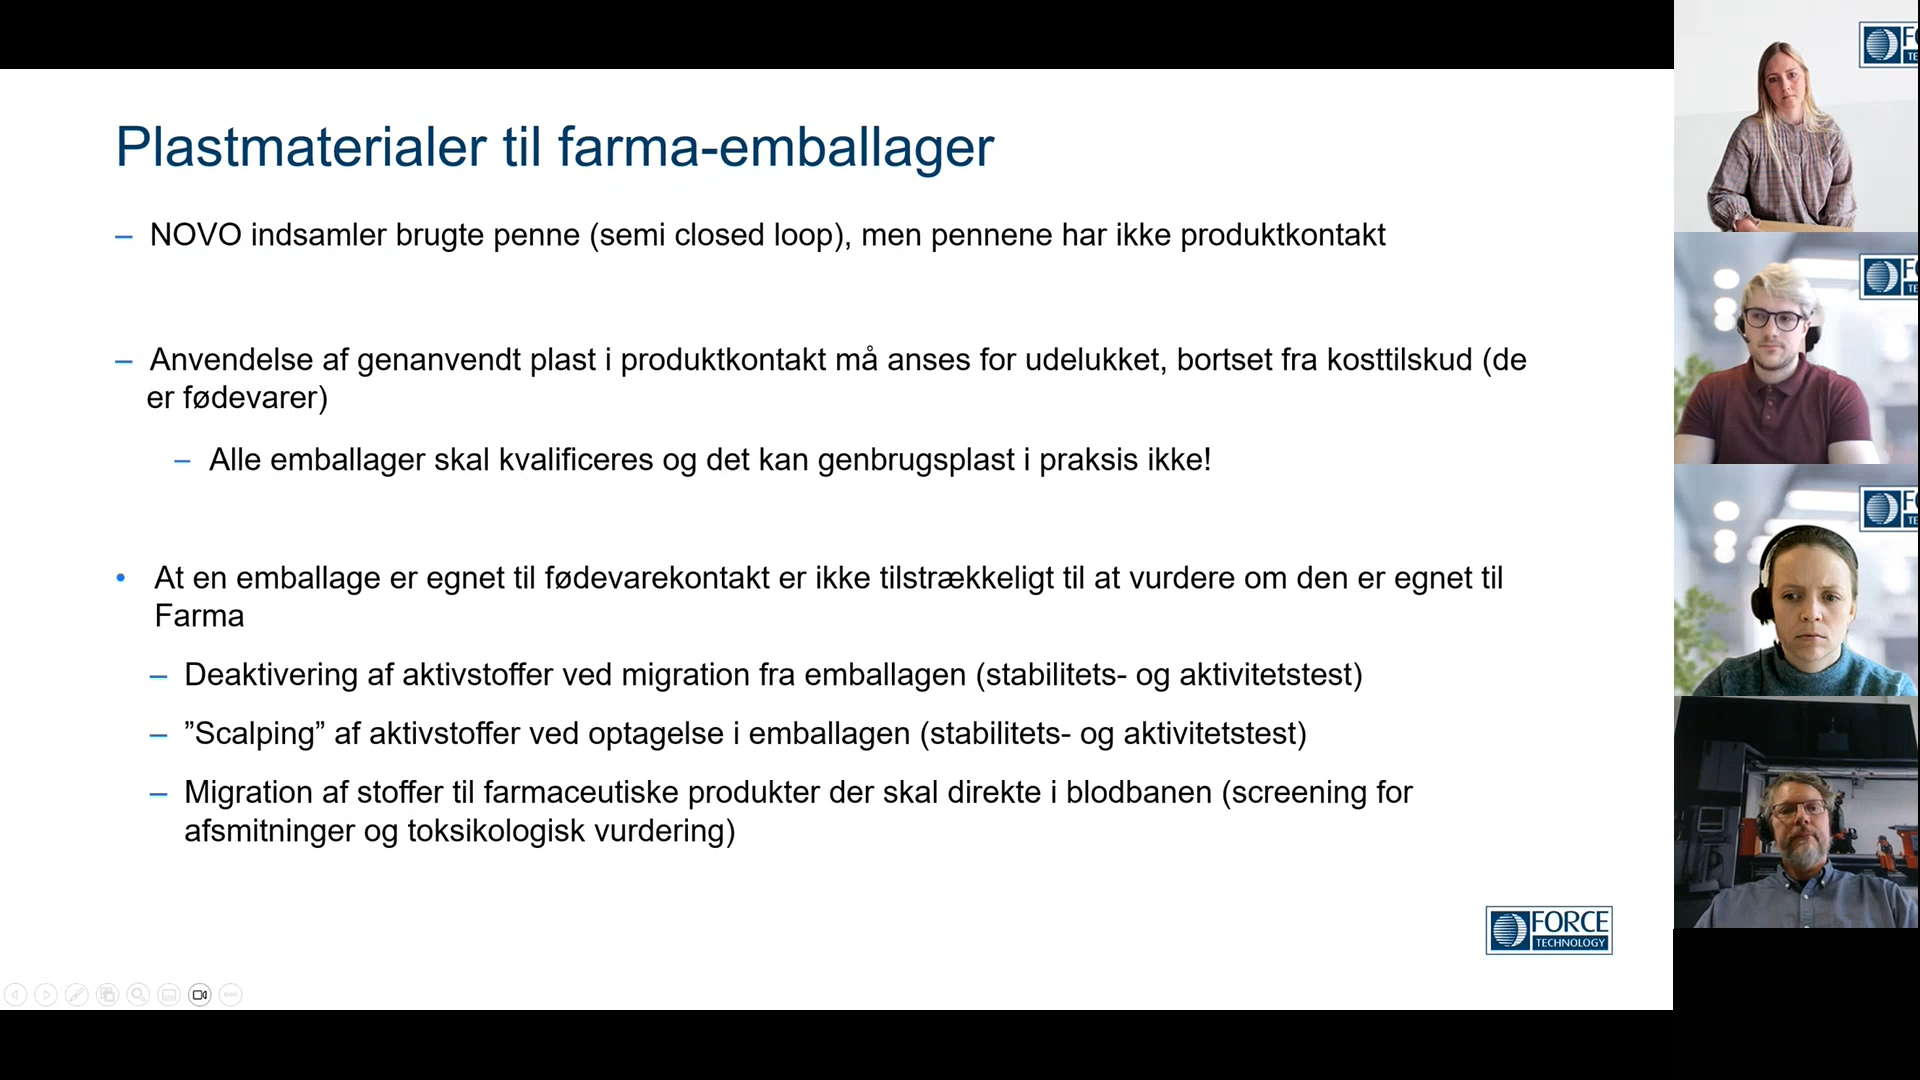 Plastmaterialer til farma-emballager
– NOVO indsamler brugte penne (semi closed loop), men pennene har ikke produktkontakt
– Anvendelse af genanvendt plast i produktkontakt må anses for udelukket, bortset fra kosttilskud (de
er fødevarer)
– Alle emballager skal kvalificeres og det kan genbrugsplast i praksis ikke!
• At en emballage er egnet til fødevarekontakt er ikke tilstrækkeligt til at vurdere om den er egnet til
Farma
– Deaktivering af aktivstoffer ved migration fra emballagen (stabilitets- og aktivitetstest)
– ”Scalping” af aktivstoffer ved optagelse i emballagen (stabilitets- og aktivitetstest)
– Migration af stoffer til farmaceutiske produkter der skal direkte i blodbanen (screening for
afsmitninger og toksikologisk vurdering)
FORCE
TECHNOLOGY
F
TE
F
TE
F
TE